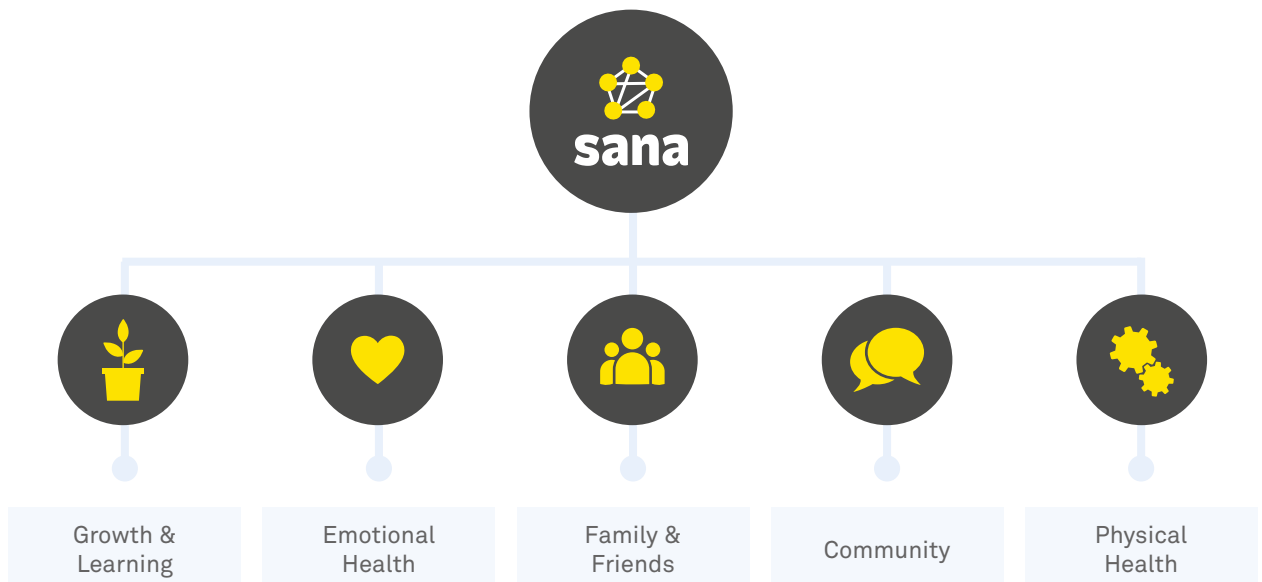 sana
Growth &
Learning
Emotional
Health
Family &
Friends
Community
Physical
Health